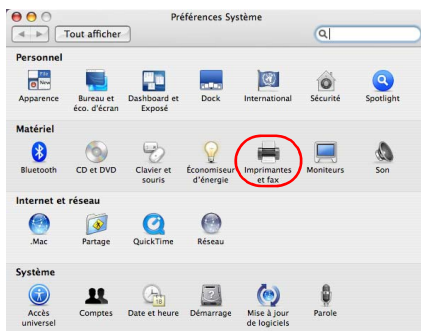 Préférences Système
Tout afficher
Personnel
Apparence
Bureau et éco. d'écran
Dashboard et Exposé
Dock
International
Sécurité
Spotlight
Matériel
Bluetooth
CD et DVD
Clavier et souris
Économiseur d'énergie
Imprimantes et fax
Moniteurs
Son
Internet et réseau
.Mac
Partage
QuickTime
Réseau
Système
Accès universel
Comptes
Date et heure
Démarrage
Mise à jour de logiciels
Parole